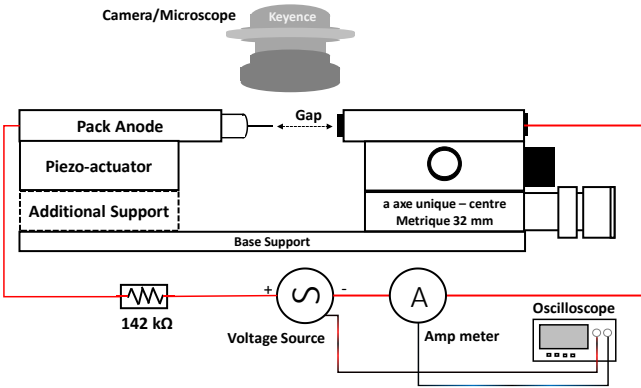 Camera/Microscope
Keyence
Pack Anode
Gap
Piezo-actuator
Additional Support
a axe unique – centre
Metrique 32 mm
Base Support
+
-
142 kΩ
Voltage Source
A
Amp meter
Oscilloscope